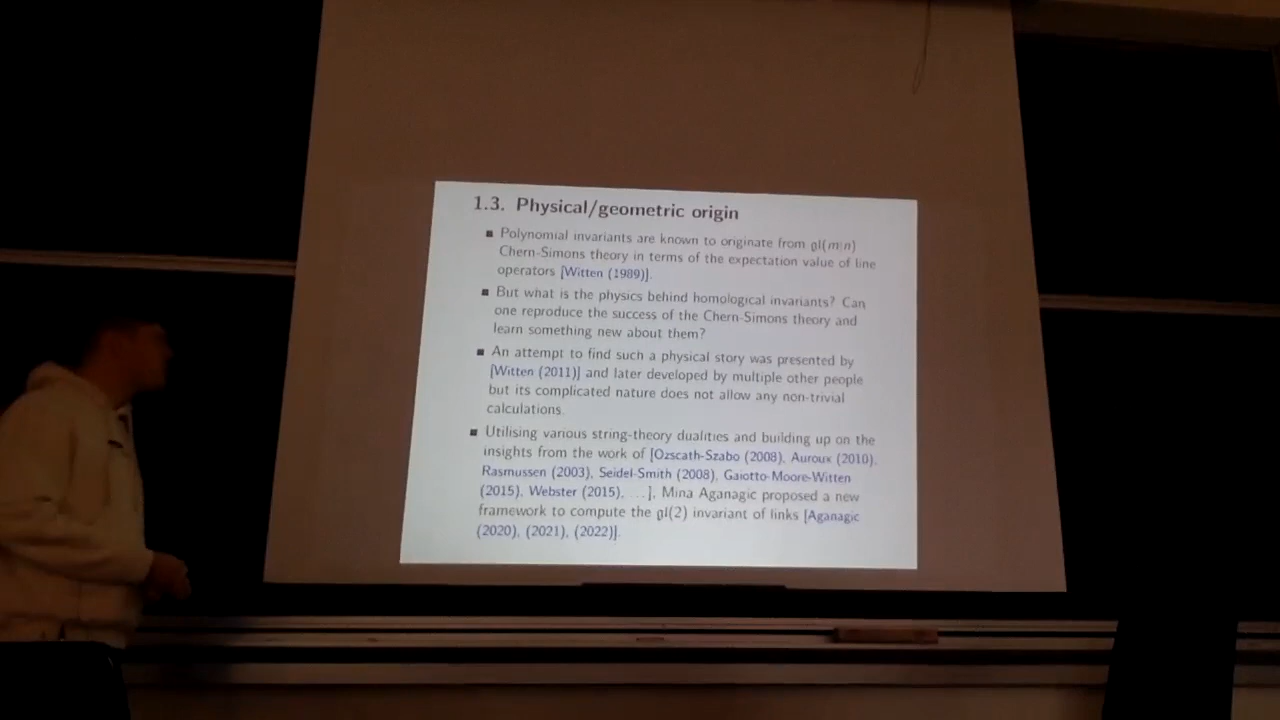 1.3. Physical/geometric origin
■ Polynomial invariants are known to originate from 𝔤𝔩(m|n)
Chern-Simons theory in terms of the expectation value of line
operators [Witten (1989)].
■ But what is the physics behind homological invariants? Can
one reproduce the success of the Chern-Simons theory and
learn something new about them?
■ An attempt to find such a physical story was presented by
[Witten (2011)] and later developed by multiple other people
but its complicated nature does not allow any non-trivial
calculations.
■ Utilising various string-theory dualities and building up on the
insights from the work of [Ozscath-Szabo (2008), Auroux (2010),
Rasmussen (2003), Seidel-Smith (2008), Gaiotto-Moore-Witten
(2015), Webster (2015), ...], Mina Aganagic proposed a new
framework to compute the 𝔤𝔩(2) invariant of links [Aganagic
(2020), (2021), (2022)].